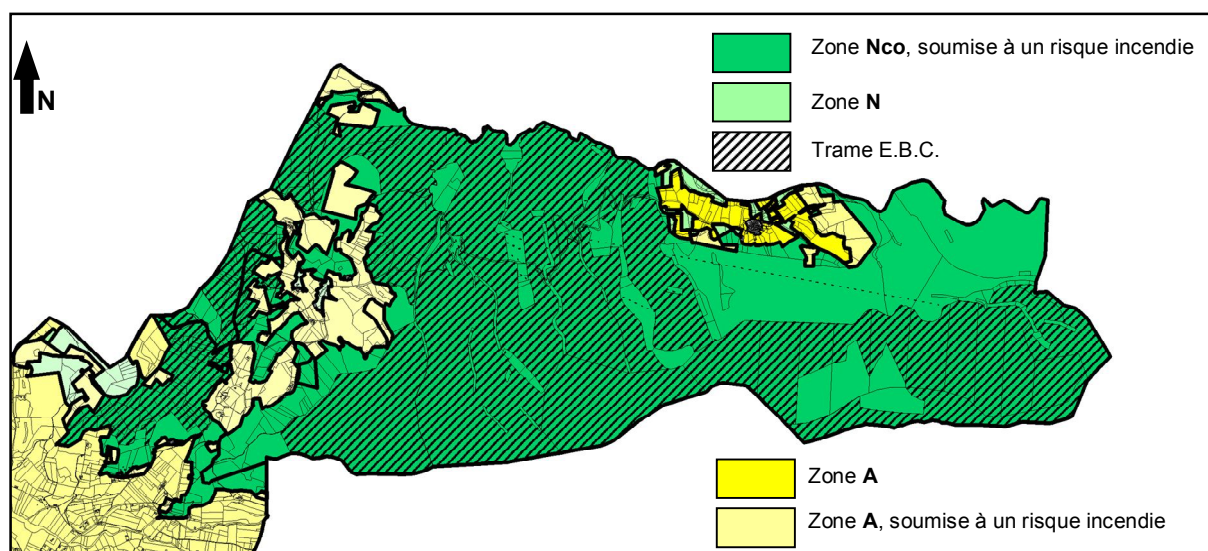 N
Zone Nco, soumise à un risque incendie
Zone N
Trame E.B.C.
Zone A
Zone A, soumise à un risque incendie